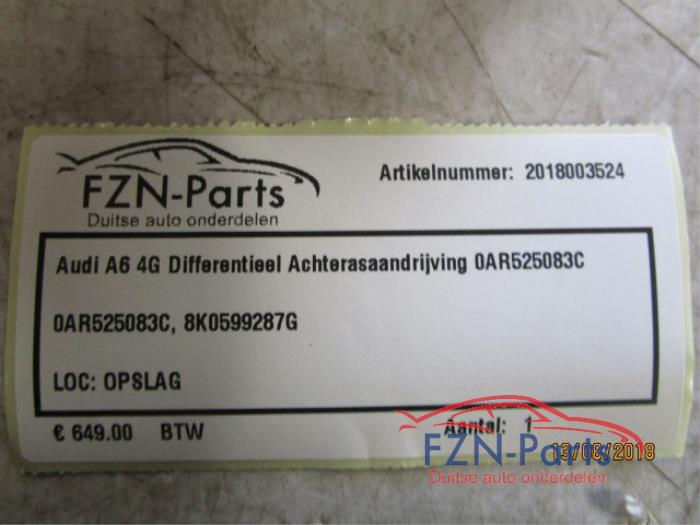 FZN-Parts
Duitse auto onderdelen
Artikelnummer: 2018003524
Audi A6 4G Differentieel Achterasaandrijving 0AR525083C
0AR525083C, 8K0599287G
LOC: OPSLAG
€ 649.00 BTW
Aantal: 1
FZN-Parts
Duitse auto onderdelen
13/08/2018